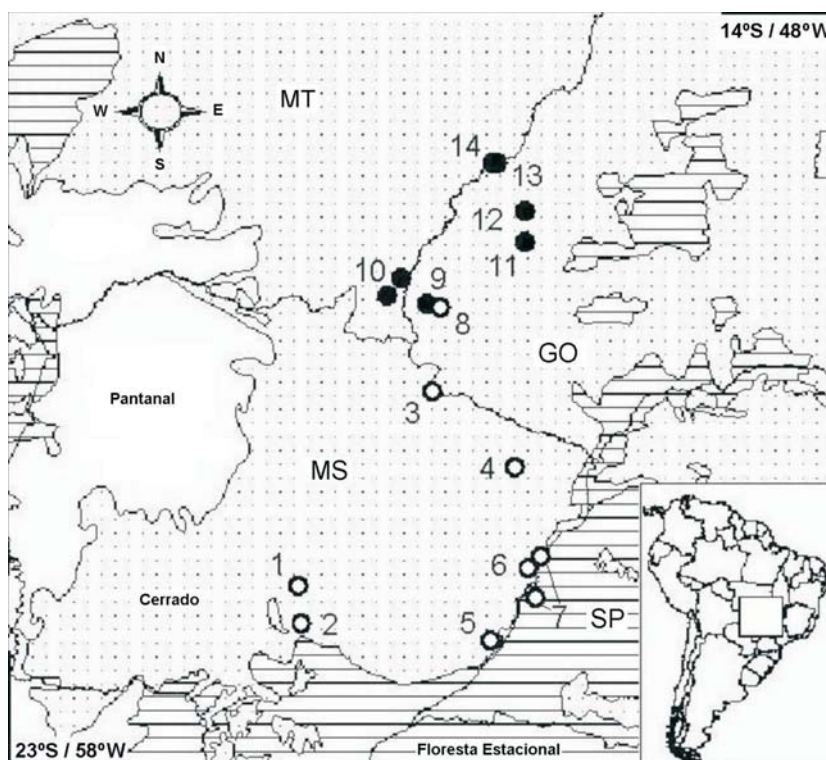 14ºS / 48ºW
N
W E
S
MT
14
13
12
11
10
9
8
GO
Pantanal
3
MS
4
1
6
Cerrado
7
2
5
SP
23ºS / 58ºW
Floresta Estacional